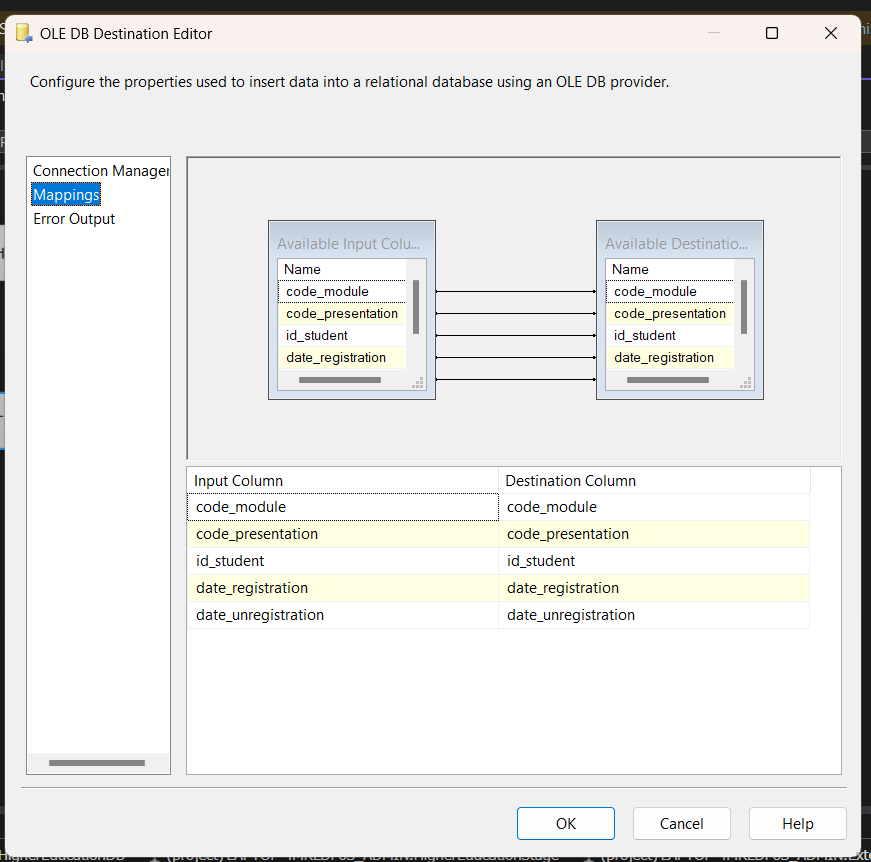 OLE DB Destination Editor
Configure the properties used to insert data into a relational database using an OLE DB provider.
Connection Manager
Mappings
Error Output
Available Input Colu...
Name
code_module
code_presentation
id_student
date_registration
Available Destinatio...
Name
code_module
code_presentation
id_student
date_registration
Input Column Destination Column
code_module code_module
code_presentation code_presentation
id_student id_student
date_registration date_registration
date_unregistration date_unregistration
OK Cancel Help